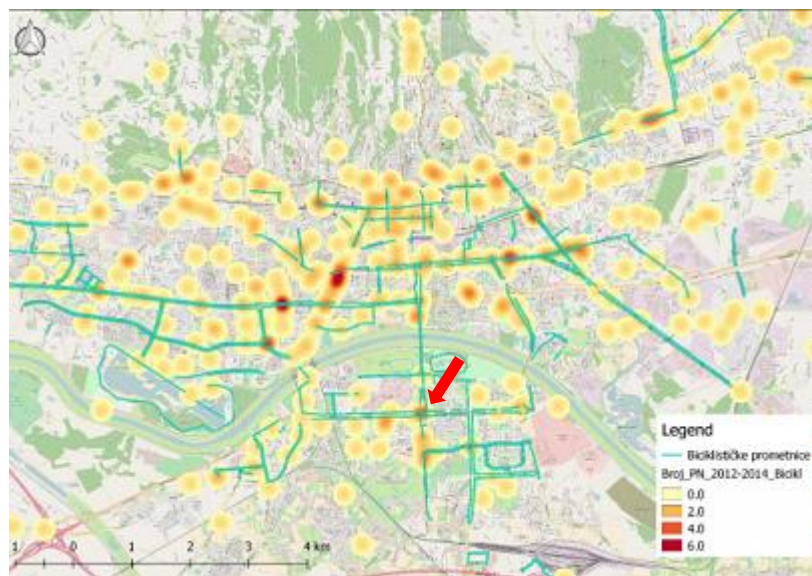 Legend
Biciklističke prometnice
Broj_PN_2012-2014_Bicikl
0.0
2.0
4.0
6.0
1 0 1 2 3 4 km